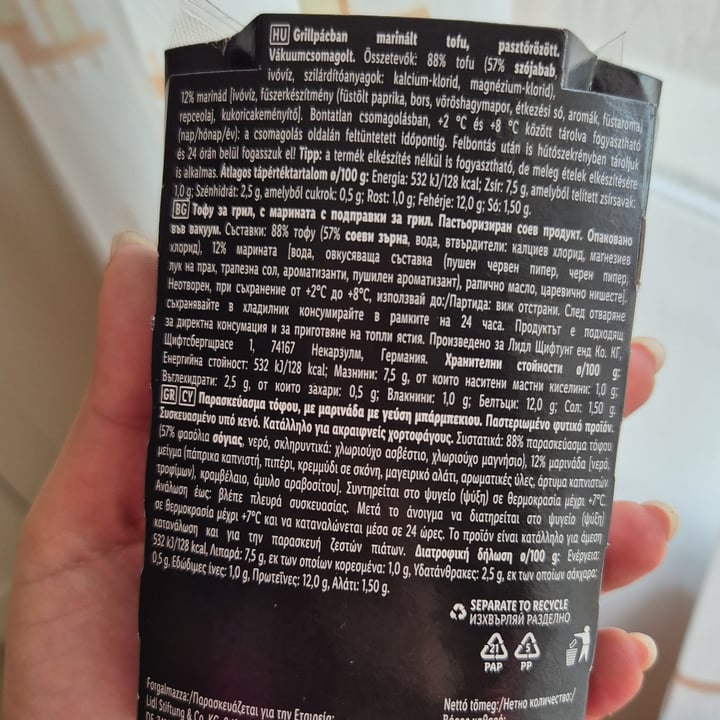 HU Grillpácban marinált tofu, pasztőrözött.
Vákuumcsomagolt. Összetevők: 88% tofu (57% szójabab,
ivóvíz, szilárdítóanyagok: kalcium-klorid, magnézium-klorid),
12% marinád [ivóvíz, fűszerkészítmény (füstölt paprika, bors, vöröshagymapor, étkezési só, aromák, füstaroma),
repceolaj, kukoricakeményítő]. Bontatlan csomagolásban, +2 °C és +8 °C között tárolva fogyasztható
(nap/hónap/év): a csomagolás oldalán feltüntetett időpontig. Felbontás után is hűtőszekrényben tároljuk
és 24 órán belül fogasszuk el! Tipp: a termék elkészítés nélkül is fogyasztható, de meleg ételek elkészítésére
is alkalmas. Átlagos tápértéktartalom ø/100 g: Energia: 532 kJ/128 kcal; Zsír: 7,5 g, amelyből telített zsírsavak:
1,0 g; Szénhidrát: 2,5 g, amelyből cukrok: 0,5 g; Rost: 1,0 g; Fehérje: 12,0 g; Só: 1,50 g.
BG Тофу за грил, с марината с подправки за грил. Пастьоризиран соев продукт. Опаковано
във вакуум. Съставки: 88% тофу (57% соеви зърна, вода, втвърдители: калциев хлорид, магнезиев
хлорид), 12% марината [вода, овкусяваща съставка (пушен червен пипер, черен пипер,
лук на прах, трапезна сол, ароматизанти, пушилен ароматизант), рапично масло, царевично нишесте].
Неотворен, при съхранение от +2°C до +8°C, използвай до:/Партида: виж отстрани. След отваряне
съхранявайте в хладилник консумирайте в рамките на 24 часа. Продуктът е подходящ
за директна консумация и за приготвяне на топли ястия. Произведено за Лидл Щифтунг енд Ко. КГ,
Щифтсбергщрасе 1, 74167 Некарзулм, Германия. Хранителни стойности ø/100 g:
Енергийна стойност: 532 kJ/128 kcal; Мазнини: 7,5 g, от които наситени мастни киселини: 1,0 g;
Въглехидрати: 2,5 g, от които захари: 0,5 g; Влакнини: 1,0 g; Белтъци: 12,0 g; Сол: 1,50 g.
GR CY Παρασκεύασμα τόφου, με μαρινάδα με γεύση μπάρμπεκιου. Παστεριωμένο φυτικό προϊόν.
Συσκευασμένο υπό κενό. Κατάλληλο για ακραιφνείς χορτοφάγους. Συστατικά: 88% παρασκεύασμα τόφου
(57% φασόλια σόγιας, νερό, σκληρυντικά: χλωριούχο ασβέστιο, χλωριούχο μαγνήσιο), 12% μαρινάδα [νερό,
μείγμα (πάπρικα καπνιστή, πιπέρι, κρεμμύδι σε σκόνη, μαγειρικό αλάτι, αρωματικές ύλες, άρτυμα καπνιστών
τροφίμων), κραμβέλαιο, άμυλο αραβοσίτου]. Συντηρείται στο ψυγείο (ψύξη) σε θερμοκρασία μέχρι +7°C.
Ανάλωση έως: βλέπε πλευρά συσκευασίας. Μετά το άνοιγμα να διατηρείται στο ψυγείο (ψύξη)
σε θερμοκρασία μέχρι +7°C και να καταναλώνεται μέσα σε 24 ώρες. Το προϊόν είναι κατάλληλο για άμεση
κατανάλωση και για την παρασκευή ζεστών πιάτων. Διατροφική δήλωση ø/100 g: Ενέργεια:
532 kJ/128 kcal, Λιπαρά: 7,5 g, εκ των οποίων κορεσμένα: 1,0 g, Υδατάνθρακες: 2,5 g, εκ των οποίων σάκχαρα:
0,5 g, Εδώδιμες ίνες: 1,0 g, Πρωτεΐνες: 12,0 g, Αλάτι: 1,50 g.
SEPARATE TO RECYCLE
ИЗХВЪРЛЯЙ РАЗДЕЛНО
21 5
PAP PP
Forgalmazza:/Παρασκευάζεται για την Εταιρεία:
Lidl Stiftung & Co. KG,
Nettó tömeg:/Нетно количество:/